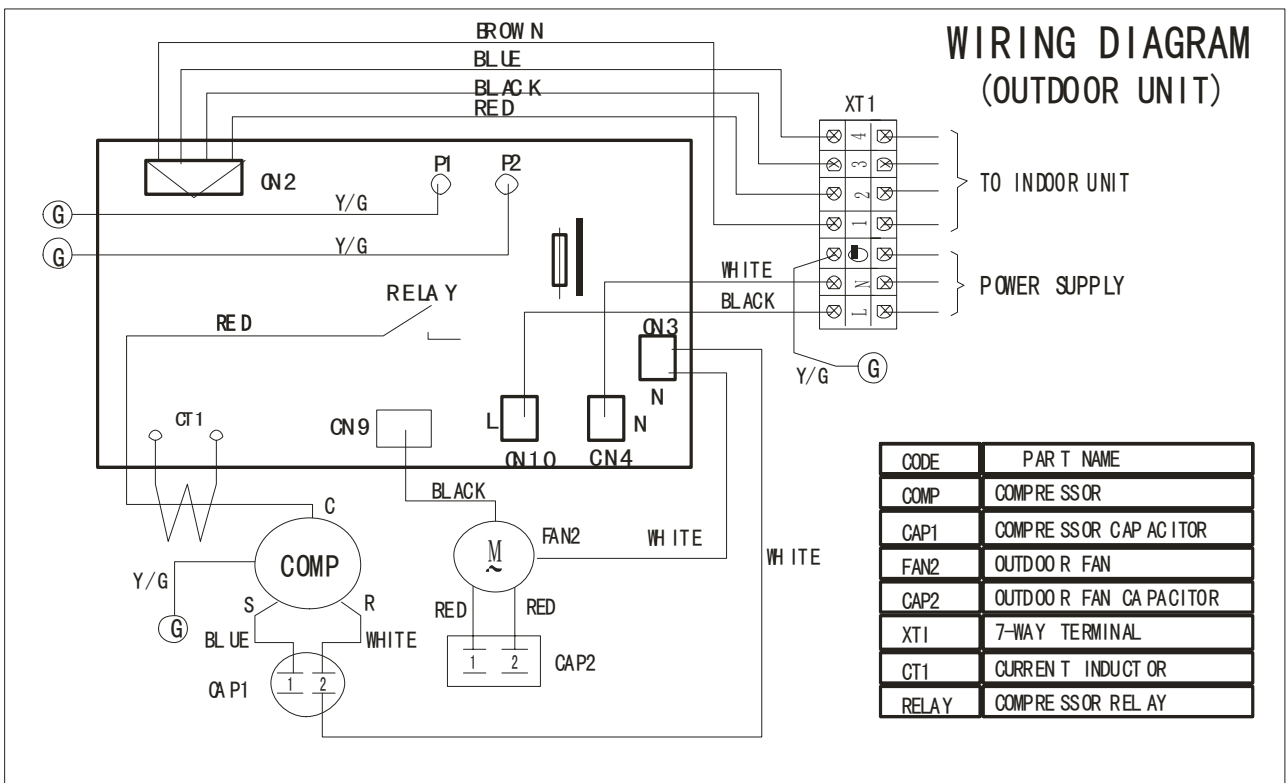 WIRING DIAGRAM
(OUTDOOR UNIT)
BROWN
BLUE
BLACK
RED
XT1
4
3
2
1
N
L
TO INDOOR UNIT
POWER SUPPLY
CN2
P1
P2
G
Y/G
G
Y/G
WHITE
BLACK
Y/G
G
RELAY
RED
CN3
N
CT1
CN9
L
CN10
N
CN4
BLACK
C
COMP
Y/G
G
S
R
BLUE
WHITE
CAP1
1
2
M
~
FAN2
WHITE
WHITE
RED
RED
1
2
CAP2
CODE PART NAME
COMP COMPRESSOR
CAP1 COMPRESSOR CAPACITOR
FAN2 OUTDOOR FAN
CAP2 OUTDOOR FAN CAPACITOR
XTI 7-WAY TERMINAL
CT1 CURRENT INDUCTOR
RELAY COMPRESSOR RELAY